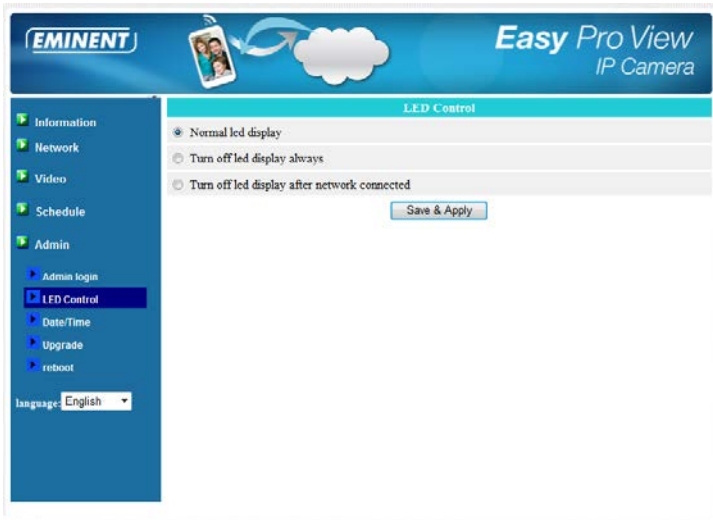 EMINENT
Easy Pro View
IP Camera
Information
Network
Video
Schedule
Admin
Admin login
LED Control
Date/Time
Upgrade
reboot
language: English
LED Control
Normal led display
Turn off led display always
Turn off led display after network connected
Save & Apply